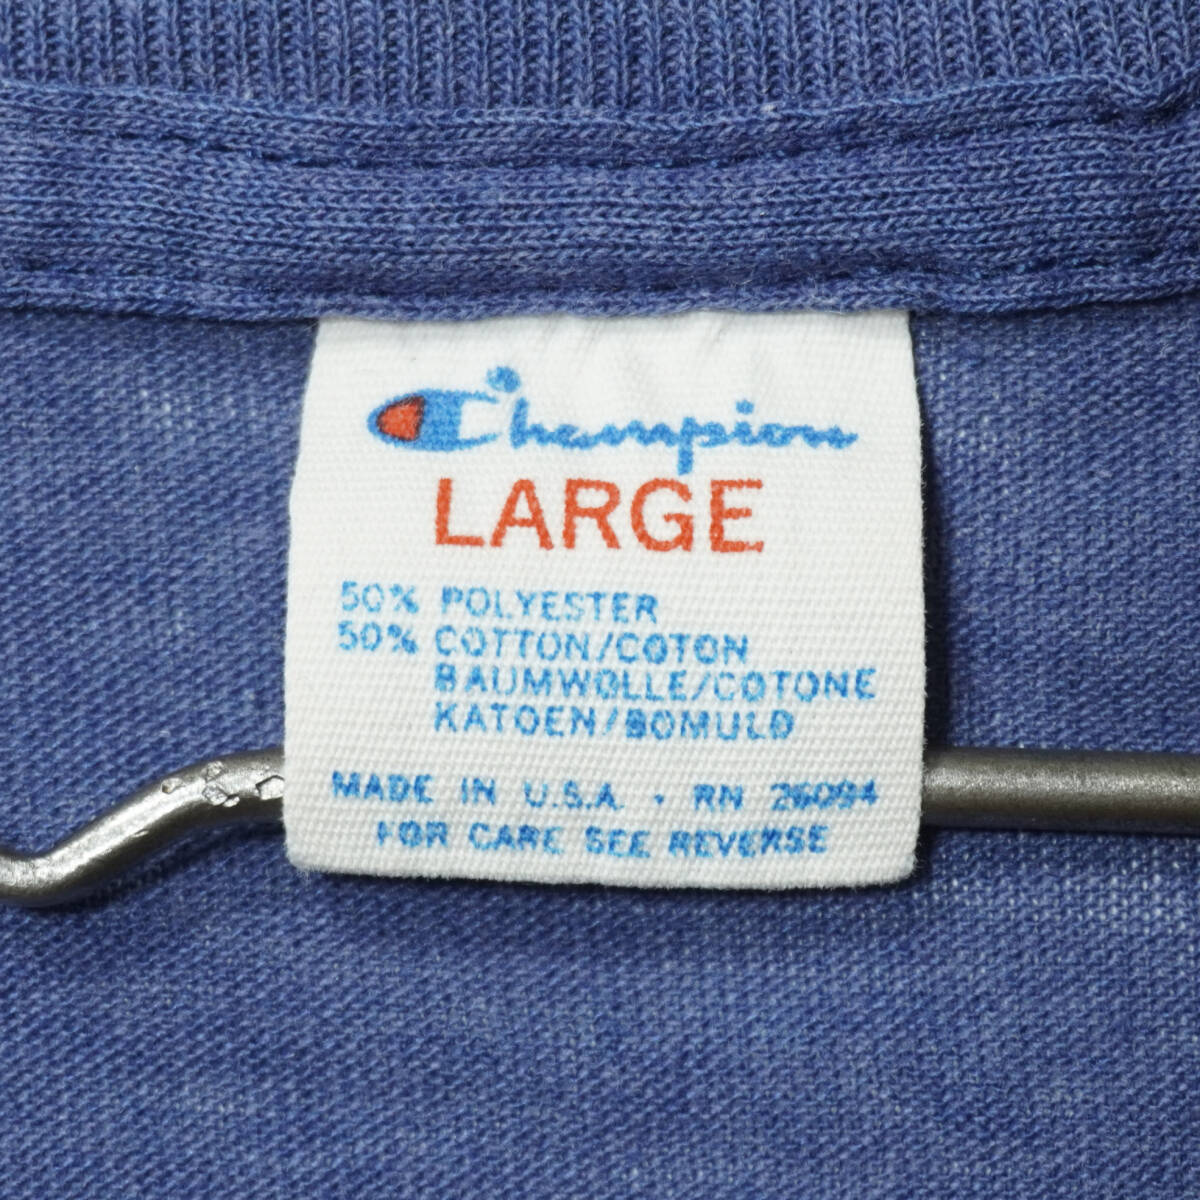 Champion
LARGE
50% POLYESTER
50% COTTON/COTON
BAUMWOLLE/COTONE
KATOEN/BOMULD
MADE IN U.S.A. · RN 26094
FOR CARE SEE REVERSE